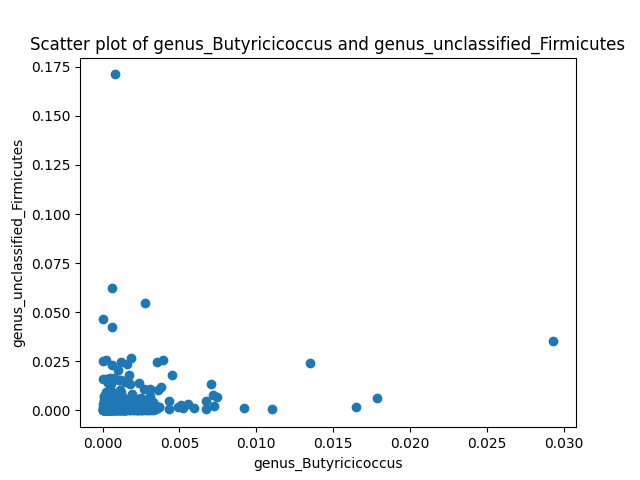 Scatter plot of genus_Butyricicoccus and genus_unclassified_Firmicutes
0.175
0.150
0.125
0.100
0.075
0.050
0.025
0.000
genus_unclassified_Firmicutes
0.000 0.005 0.010 0.015 0.020 0.025 0.030
genus_Butyricicoccus